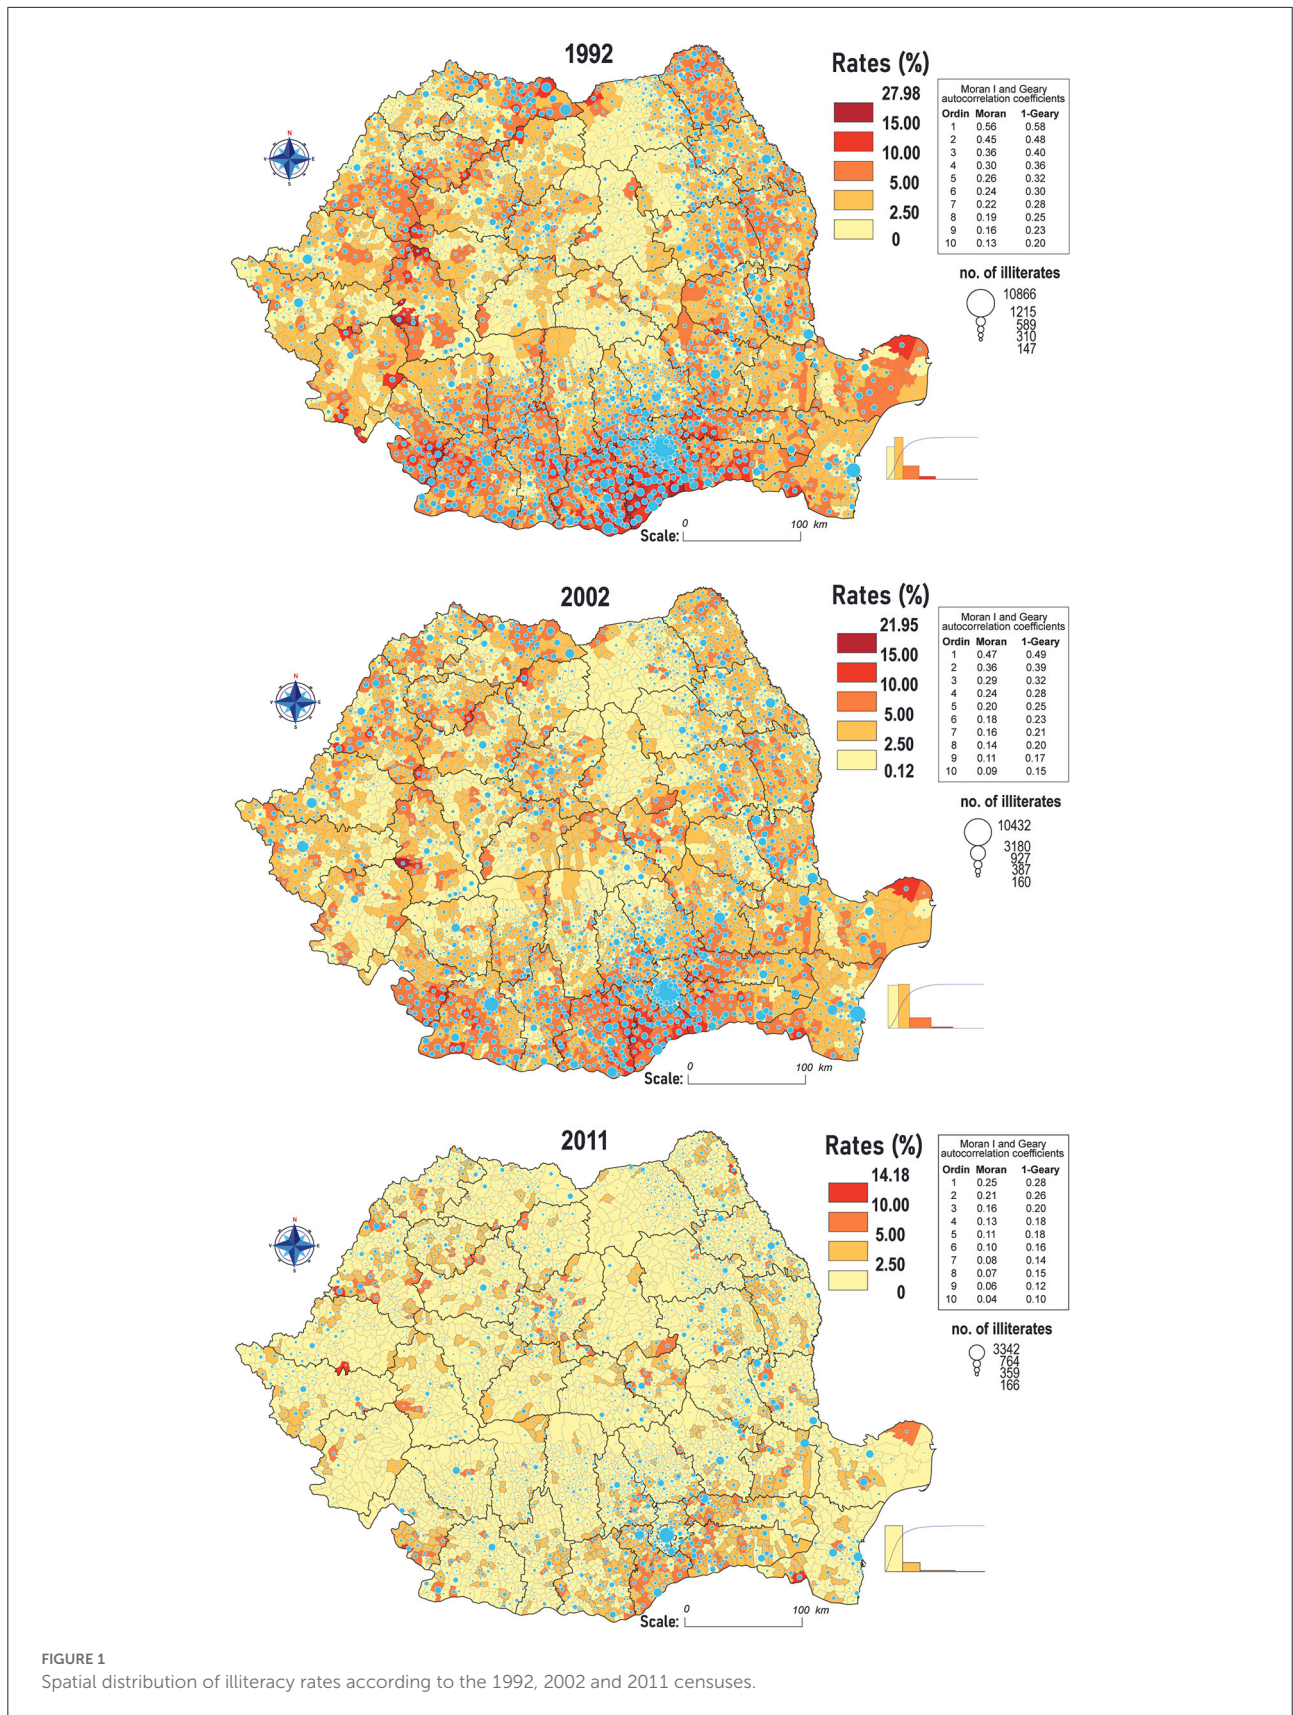 1992
Rates (%)
27.98
15.00
10.00
5.00
2.50
0
Moran I and Geary
autocorrelation coefficients
Ordin Moran 1-Geary
1 0.56 0.58
2 0.45 0.48
3 0.36 0.40
4 0.30 0.36
5 0.26 0.32
6 0.24 0.30
7 0.22 0.28
8 0.19 0.25
9 0.16 0.23
10 0.13 0.20
no. of illiterates
10866
1215
589
310
147
N
V E
S
0 100 km
Scale:
2002
Rates (%)
21.95
15.00
10.00
5.00
2.50
0.12
Moran I and Geary
autocorrelation coefficients
Ordin Moran 1-Geary
1 0.47 0.49
2 0.36 0.39
3 0.29 0.32
4 0.24 0.28
5 0.20 0.25
6 0.18 0.23
7 0.16 0.21
8 0.14 0.20
9 0.11 0.17
10 0.09 0.15
no. of illiterates
10432
3180
927
387
160
N
V E
S
0 100 km
Scale:
2011
Rates (%)
14.18
10.00
5.00
2.50
0
Moran I and Geary
autocorrelation coefficients
Ordin Moran 1-Geary
1 0.25 0.28
2 0.21 0.26
3 0.16 0.20
4 0.13 0.18
5 0.11 0.18
6 0.10 0.16
7 0.08 0.14
8 0.07 0.15
9 0.06 0.12
10 0.04 0.10
no. of illiterates
3342
764
359
166
N
V E
S
0 100 km
Scale:
FIGURE 1
Spatial distribution of illiteracy rates according to the 1992, 2002 and 2011 censuses.